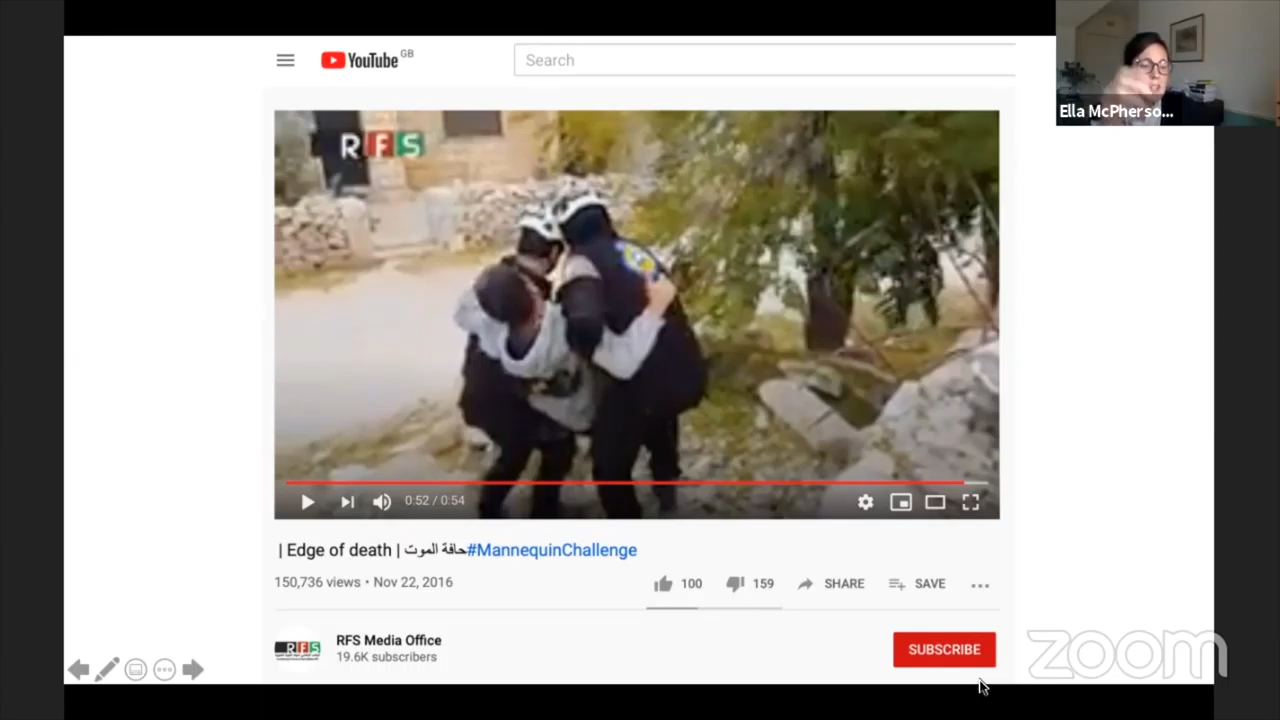 YouTube GB
Search
Ella McPherso...
RFS
0:52 / 0:54
| Edge of death | حافة الموت#MannequinChallenge
150,736 views • Nov 22, 2016
100
159
SHARE
SAVE
RFS
RFS Media Office
19.6K subscribers
SUBSCRIBE
zoom